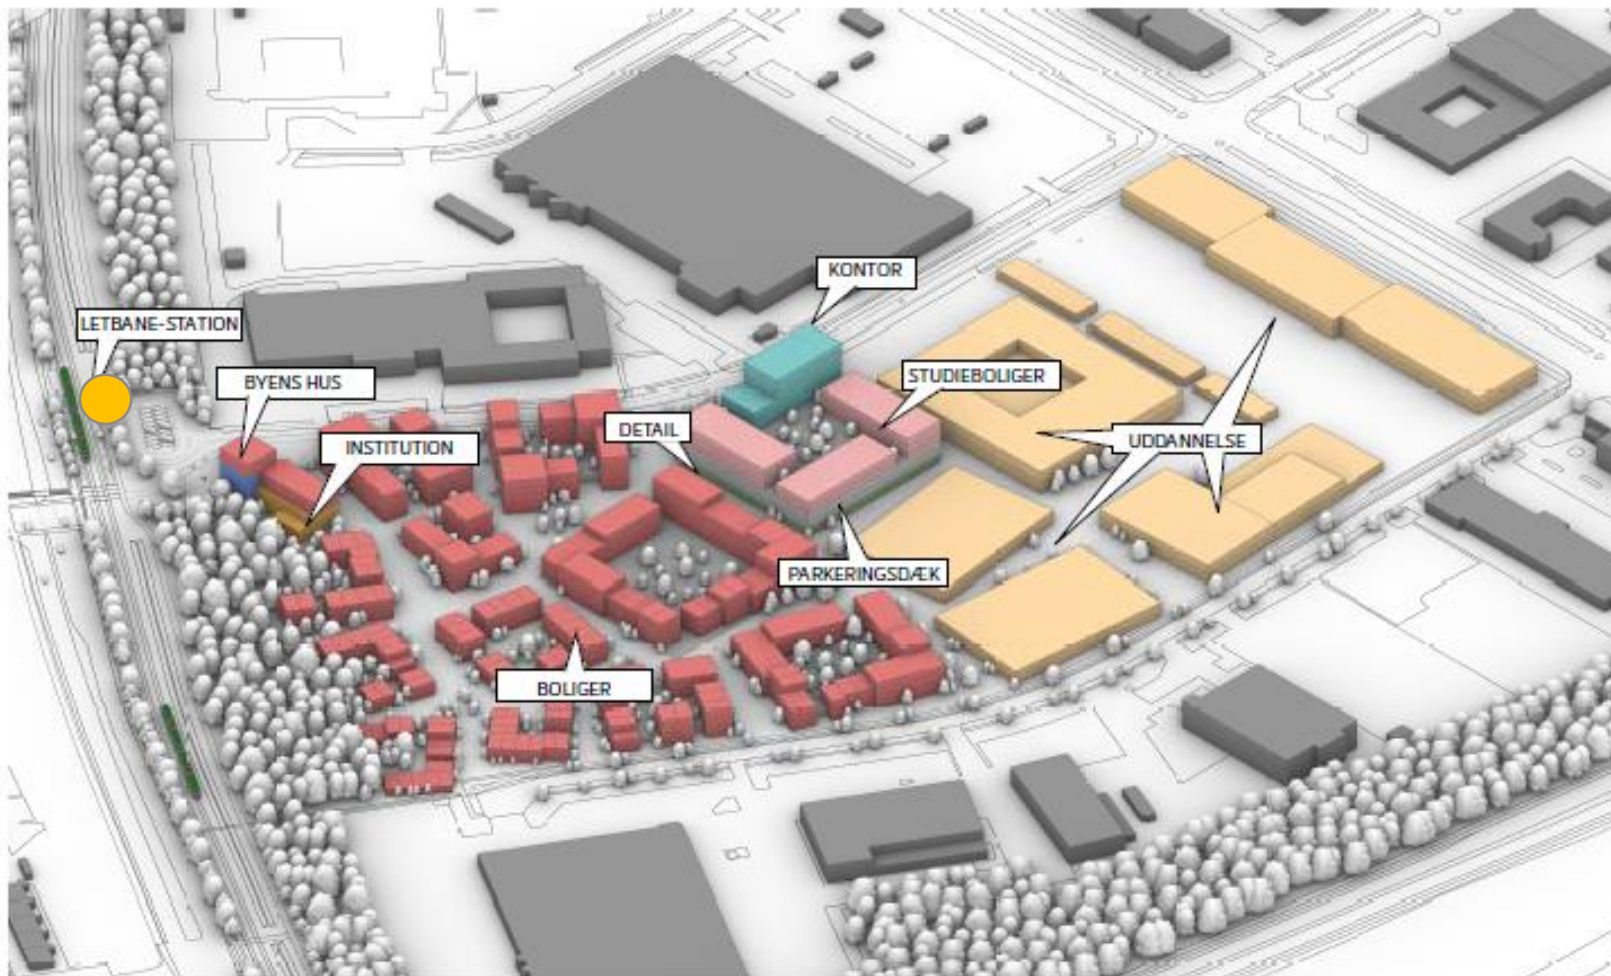 KONTOR
LETBANE-STATION
BYENS HUS
STUDIEBOLIGER
DETAIL
INSTITUTION
UDDANNELSE
PARKERINGSDÆK
BOLIGER